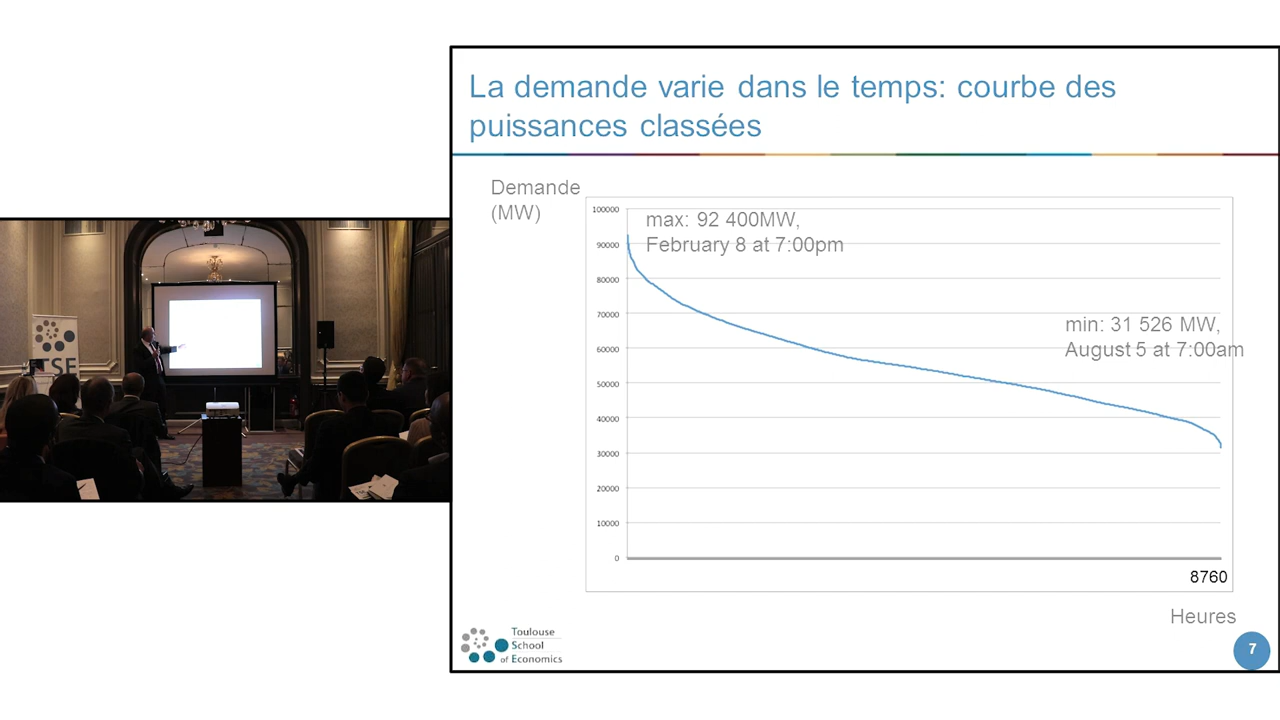 La demande varie dans le temps: courbe des
puissances classées
Demande
(MW)
100000
90000
80000
70000
60000
50000
40000
30000
20000
10000
0
max: 92 400MW,
February 8 at 7:00pm
min: 31 526 MW,
August 5 at 7:00am
8760
Heures
Toulouse
School
of Economics
7
TSE